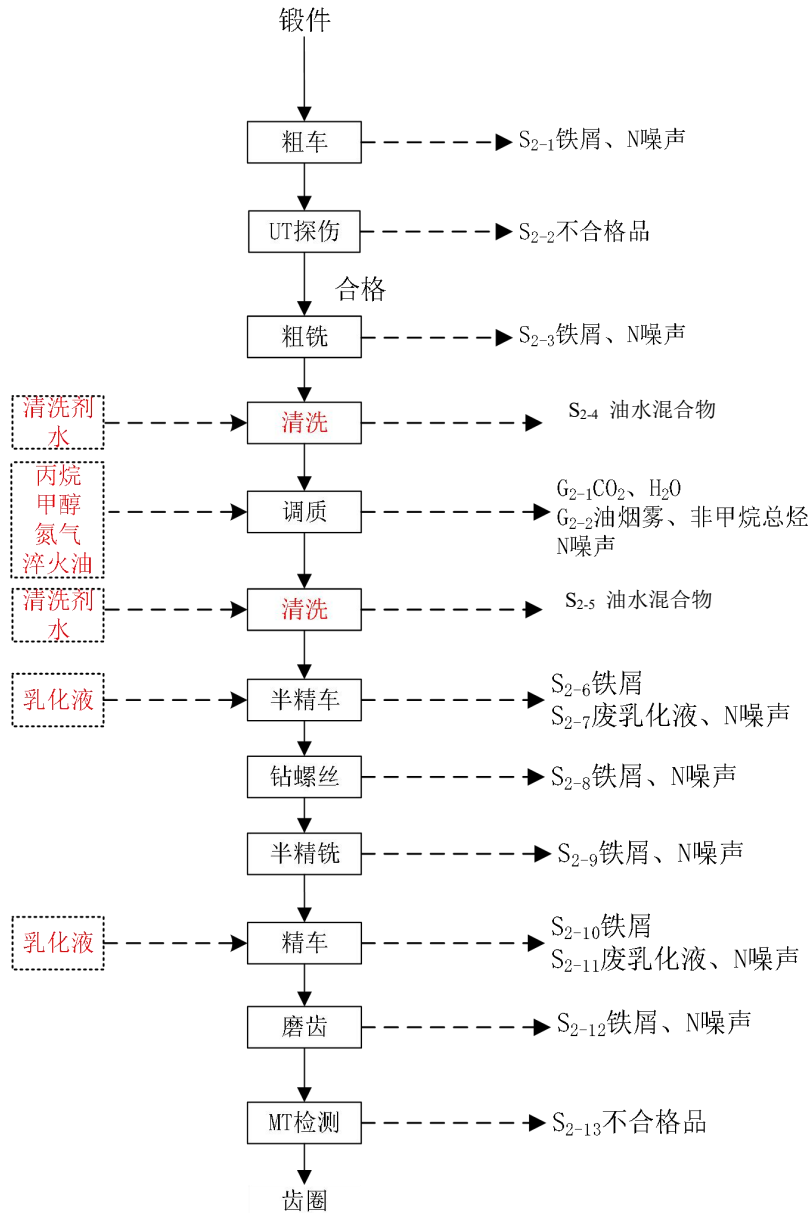 锻件
粗车
S₂₋₁铁屑、N噪声
UT探伤
S₂₋₂不合格品
合格
粗铣
S₂₋₃铁屑、N噪声
清洗剂
水
清洗
S₂₋₄ 油水混合物
丙烷
甲醇
氮气
淬火油
调质
G₂₋₁CO₂、H₂O
G₂₋₂油烟雾、非甲烷总烃
N噪声
清洗剂
水
清洗
S₂₋₅ 油水混合物
乳化液
半精车
S₂₋₆铁屑
S₂₋₇废乳化液、N噪声
钻螺丝
S₂₋₈铁屑、N噪声
半精铣
S₂₋₉铁屑、N噪声
乳化液
精车
S₂₋₁₀铁屑
S₂₋₁₁废乳化液、N噪声
磨齿
S₂₋₁₂铁屑、N噪声
MT检测
S₂₋₁₃不合格品
齿圈